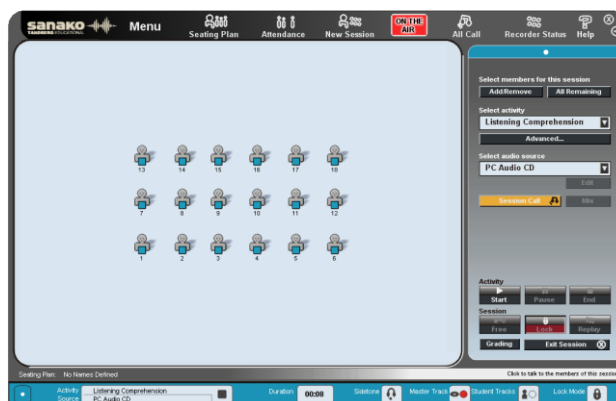 sanako
TANDBERG EDUCATIONAL
Menu
Seating Plan
Attendance
New Session
ON THE
AIR
All Call
Recorder Status
Help
Select members for this session
Add/Remove
All Remaining
Select activity
Listening Comprehension
Advanced...
Select audio source
PC Audio CD
Edit
Session Call
Mix
13 14 15 16 17 18
7 8 9 10 11 12
1 2 3 4 5 6
Activity
Start
Pause
End
Session
Free
Lock
Replay
Grading
Exit Session
Seating Plan: No Names Defined
Click to talk to the members of this session
Activity
Listening Comprehension
Source
PC Audio CD
Duration
00:00
Sidetone
Master Track
Student Tracks
Lock Mode